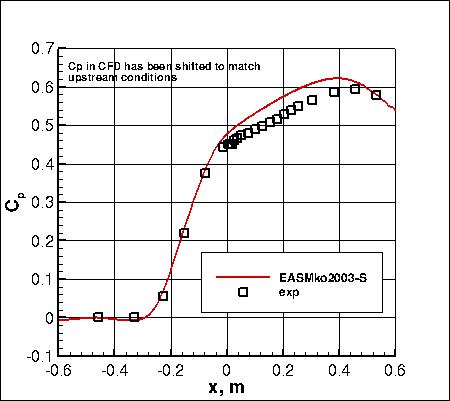 0.7
Cp in CFD has been shifted to match
upstream conditions
0.6
0.5
0.4
0.3
0.2
0.1
0
-0.1
Cp
EASMko2003-S
exp
-0.6 -0.4 -0.2 0 0.2 0.4 0.6
x, m